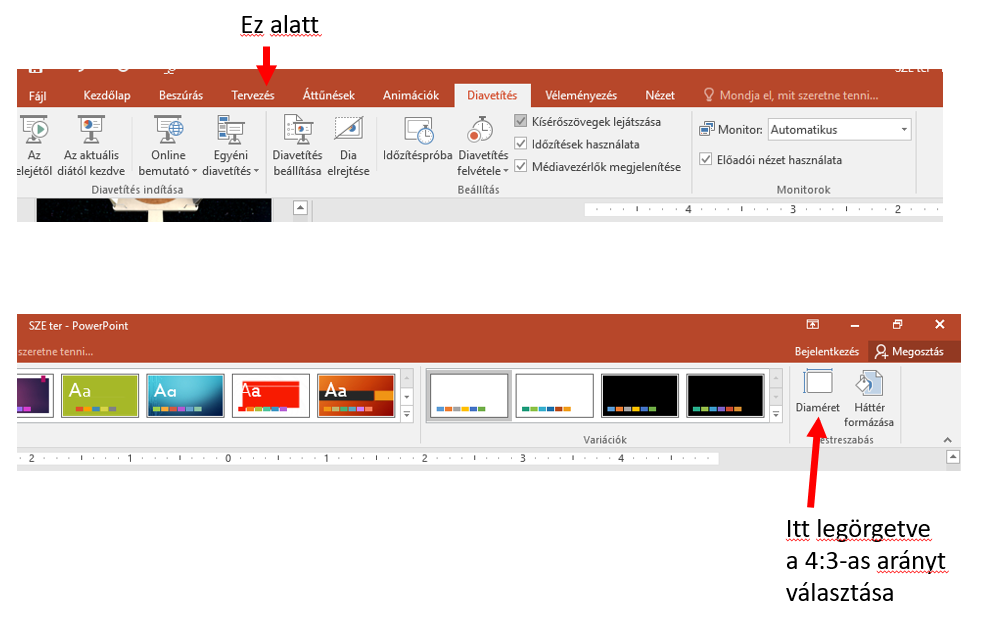 Ez alatt
SZE ter
Fájl Kezdőlap Beszúrás Tervezés Áttűnések Animációk Diavetítés Véleményezés Nézet Mondja el, mit szeretne tenni...
Az elejétől
Az aktuális diától kezdve
Online bemutató
Egyéni diavetítés
Diavetítés beállítása
Dia elrejtése
Időzítéspróba
Diavetítés felvétele
Kísérőszövegek lejátszása
Időzítések használata
Médiavezérlők megjelenítése
Monitor: Automatikus
Előadói nézet használata
Diavetítés indítása
Beállítás
Monitorok
4 3 2
SZE ter - PowerPoint
szeretne tenni...
Bejelentkezés Megosztás
Aa Aa Aa Aa
Diaméret
Háttér formázása
Variációk
estreszabás
2 1 0 1 2 3 4
Itt legörgetve
a 4:3-as arányt
választása